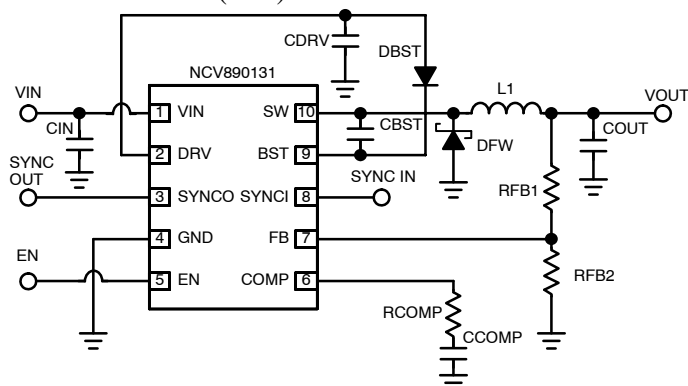 CDRV
DBST
NCV890131
L1
VIN
VOUT
1 VIN
SW 10
CIN
CBST
COUT
2 DRV
BST 9
DFW
SYNC
OUT
SYNC IN
RFB1
3 SYNCO
SYNCI 8
4 GND
FB 7
EN
RFB2
5 EN
COMP 6
RCOMP
CCOMP